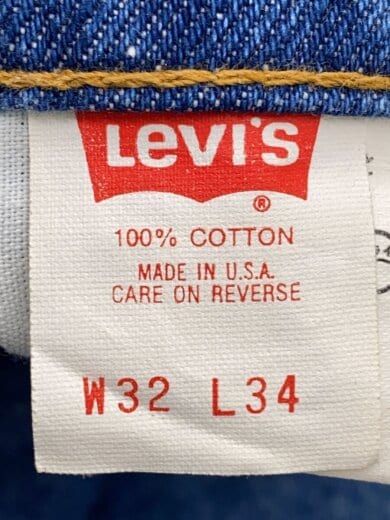 Levi's
®
100% COTTON
MADE IN U.S.A.
CARE ON REVERSE
W32 L34